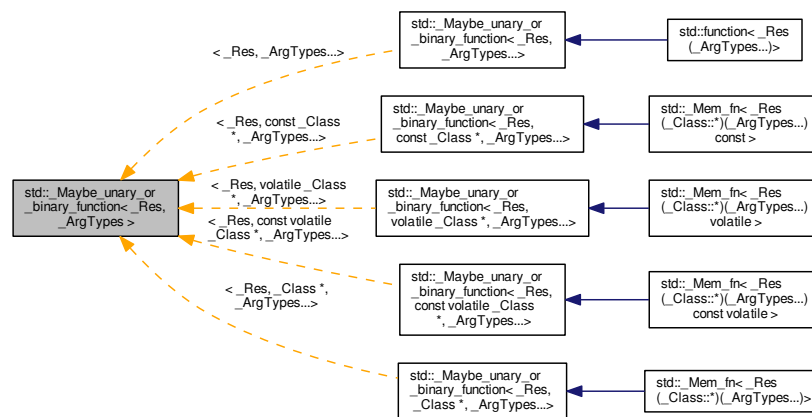 std::_Maybe_unary_or
_binary_function< _Res,
_ArgTypes...>
std::function< _Res
(_ArgTypes...)>
< _Res, _ArgTypes...>
std::_Maybe_unary_or
_binary_function< _Res,
const _Class *, _ArgTypes...>
std::_Mem_fn< _Res
(_Class::*)(_ArgTypes...)
const >
< _Res, const _Class
*, _ArgTypes...>
std::_Maybe_unary_or
_binary_function< _Res,
_ArgTypes >
< _Res, volatile _Class
*, _ArgTypes...>
std::_Maybe_unary_or
_binary_function< _Res,
volatile _Class *, _ArgTypes...>
std::_Mem_fn< _Res
(_Class::*)(_ArgTypes...)
volatile >
< _Res, const volatile
_Class *, _ArgTypes...>
std::_Maybe_unary_or
_binary_function< _Res,
const volatile _Class
*, _ArgTypes...>
std::_Mem_fn< _Res
(_Class::*)(_ArgTypes...)
const volatile >
< _Res, _Class *,
_ArgTypes...>
std::_Maybe_unary_or
_binary_function< _Res,
_Class *, _ArgTypes...>
std::_Mem_fn< _Res
(_Class::*)(_ArgTypes...)>